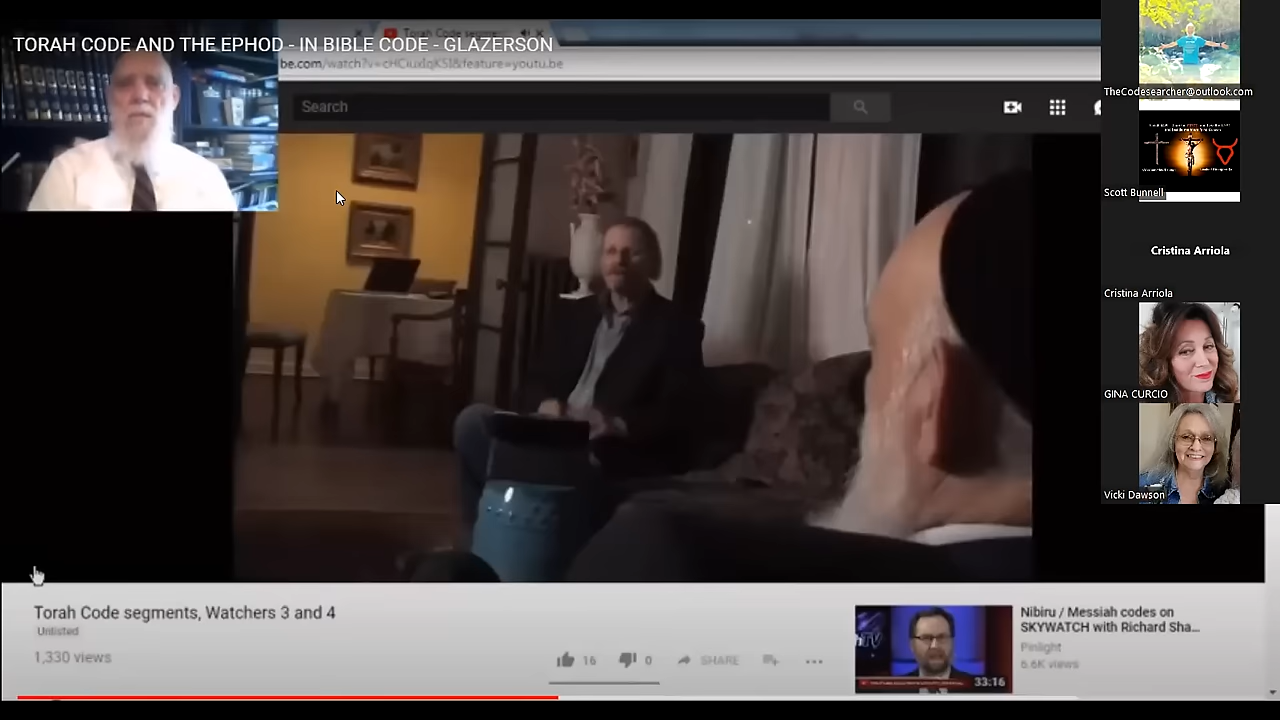 TORAH CODE AND THE EPHOD - IN BIBLE CODE - GLAZERSON
be.com/watch?v=cHCiuxlqKSI&feature=youtu.be
Search
TheCodesearcher@outlook.com
Scott Bunnell
Cristina Arriola
Cristina Arriola
GINA CURCIO
Vicki Dawson
Torah Code segments, Watchers 3 and 4
Unlisted
1,330 views
16
0
SHARE
33:16
Nibiru / Messiah codes on
SKYWATCH with Richard Sha...
Pinlight
6.6K views